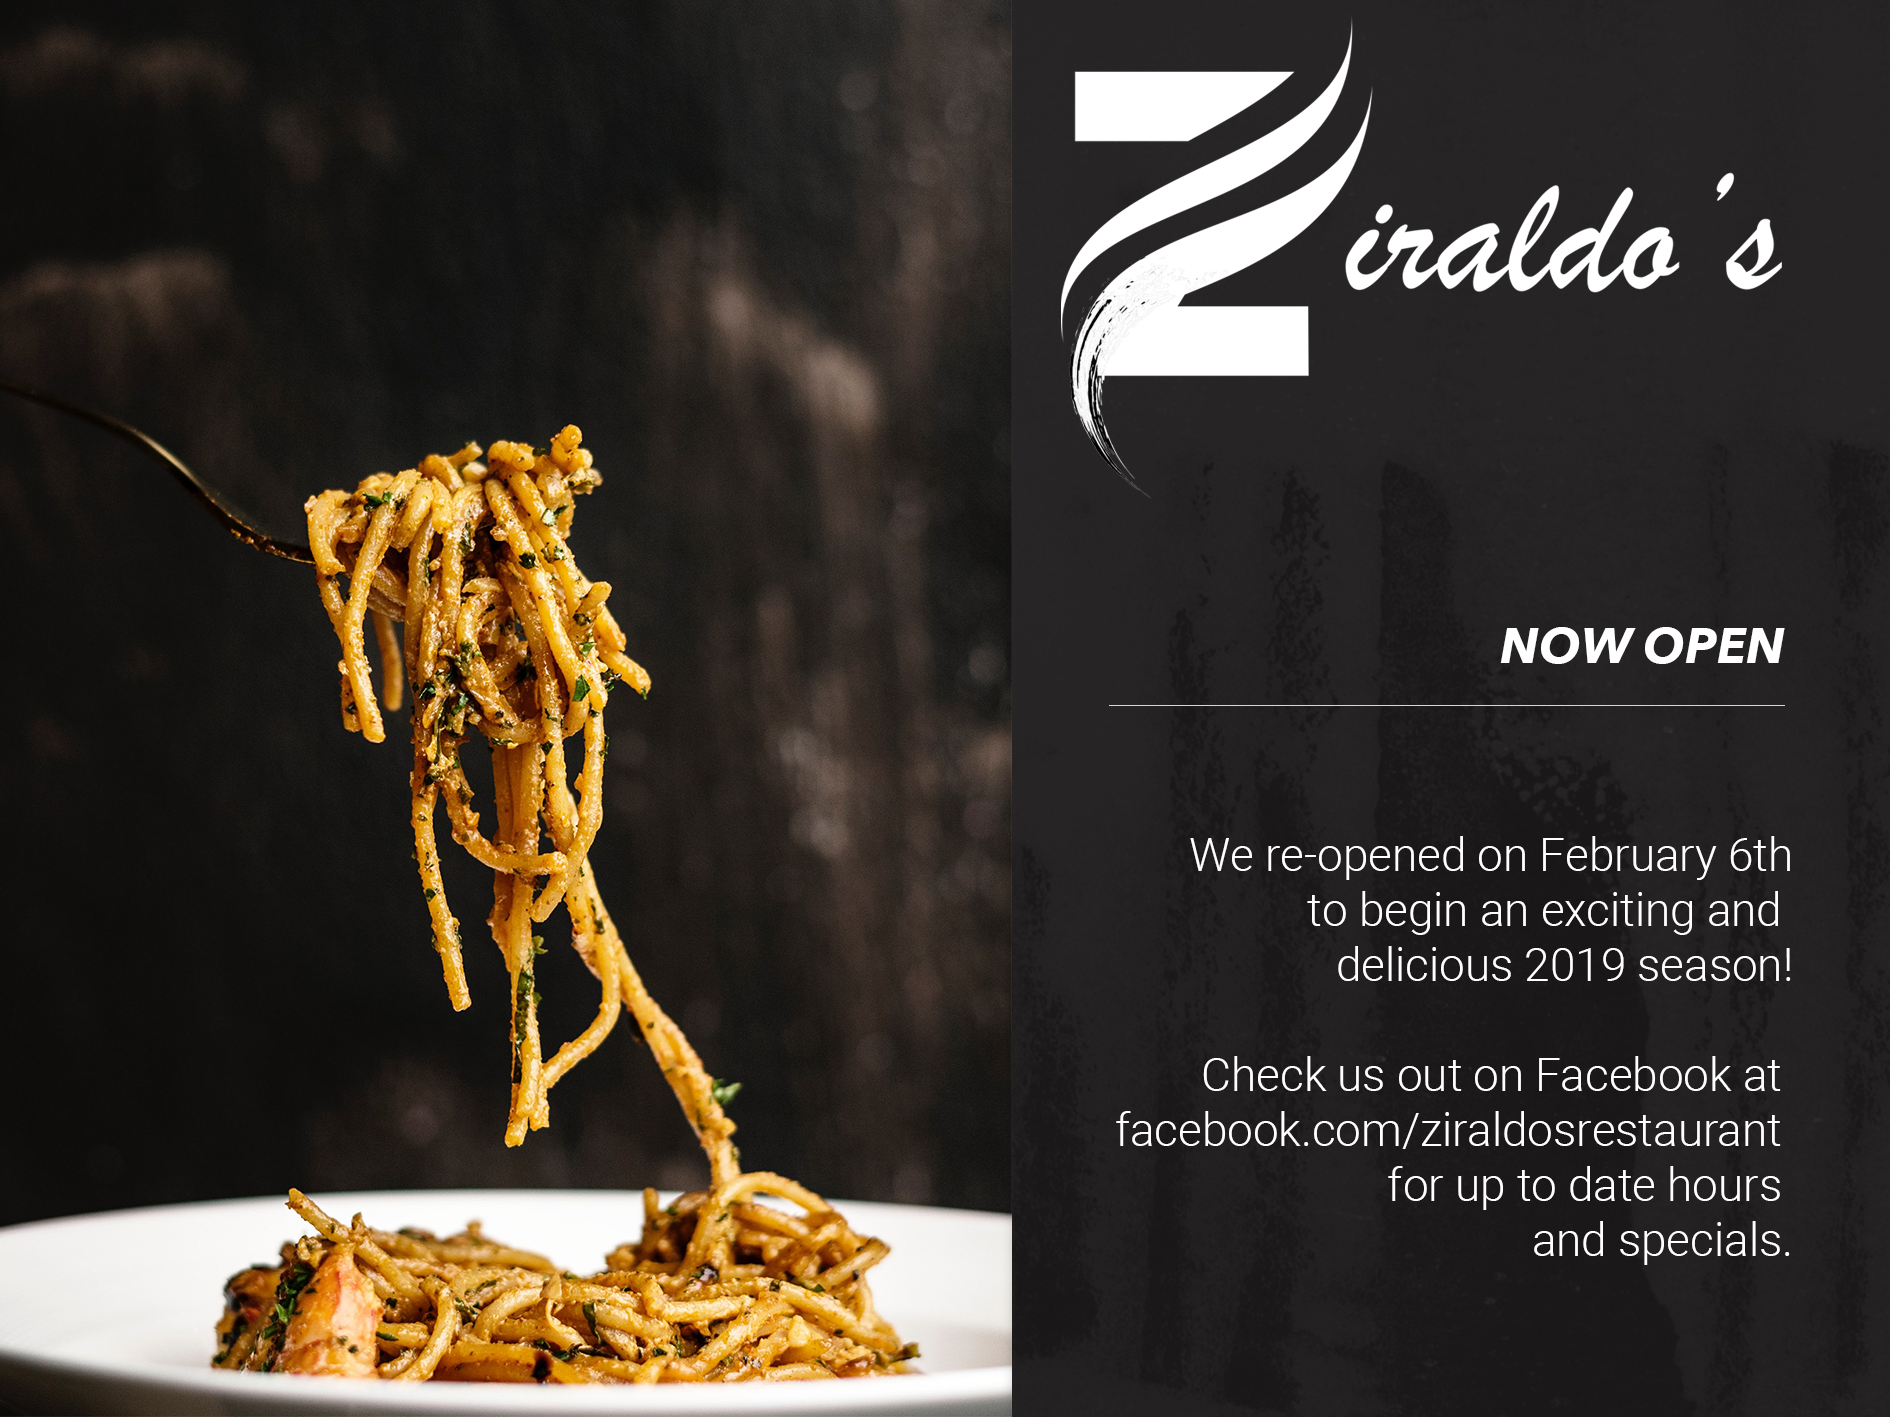 Ziraldo's
NOW OPEN
We re-opened on February 6th
to begin an exciting and
delicious 2019 season!
Check us out on Facebook at
facebook.com/ziraldosrestaurant
for up to date hours
and specials.